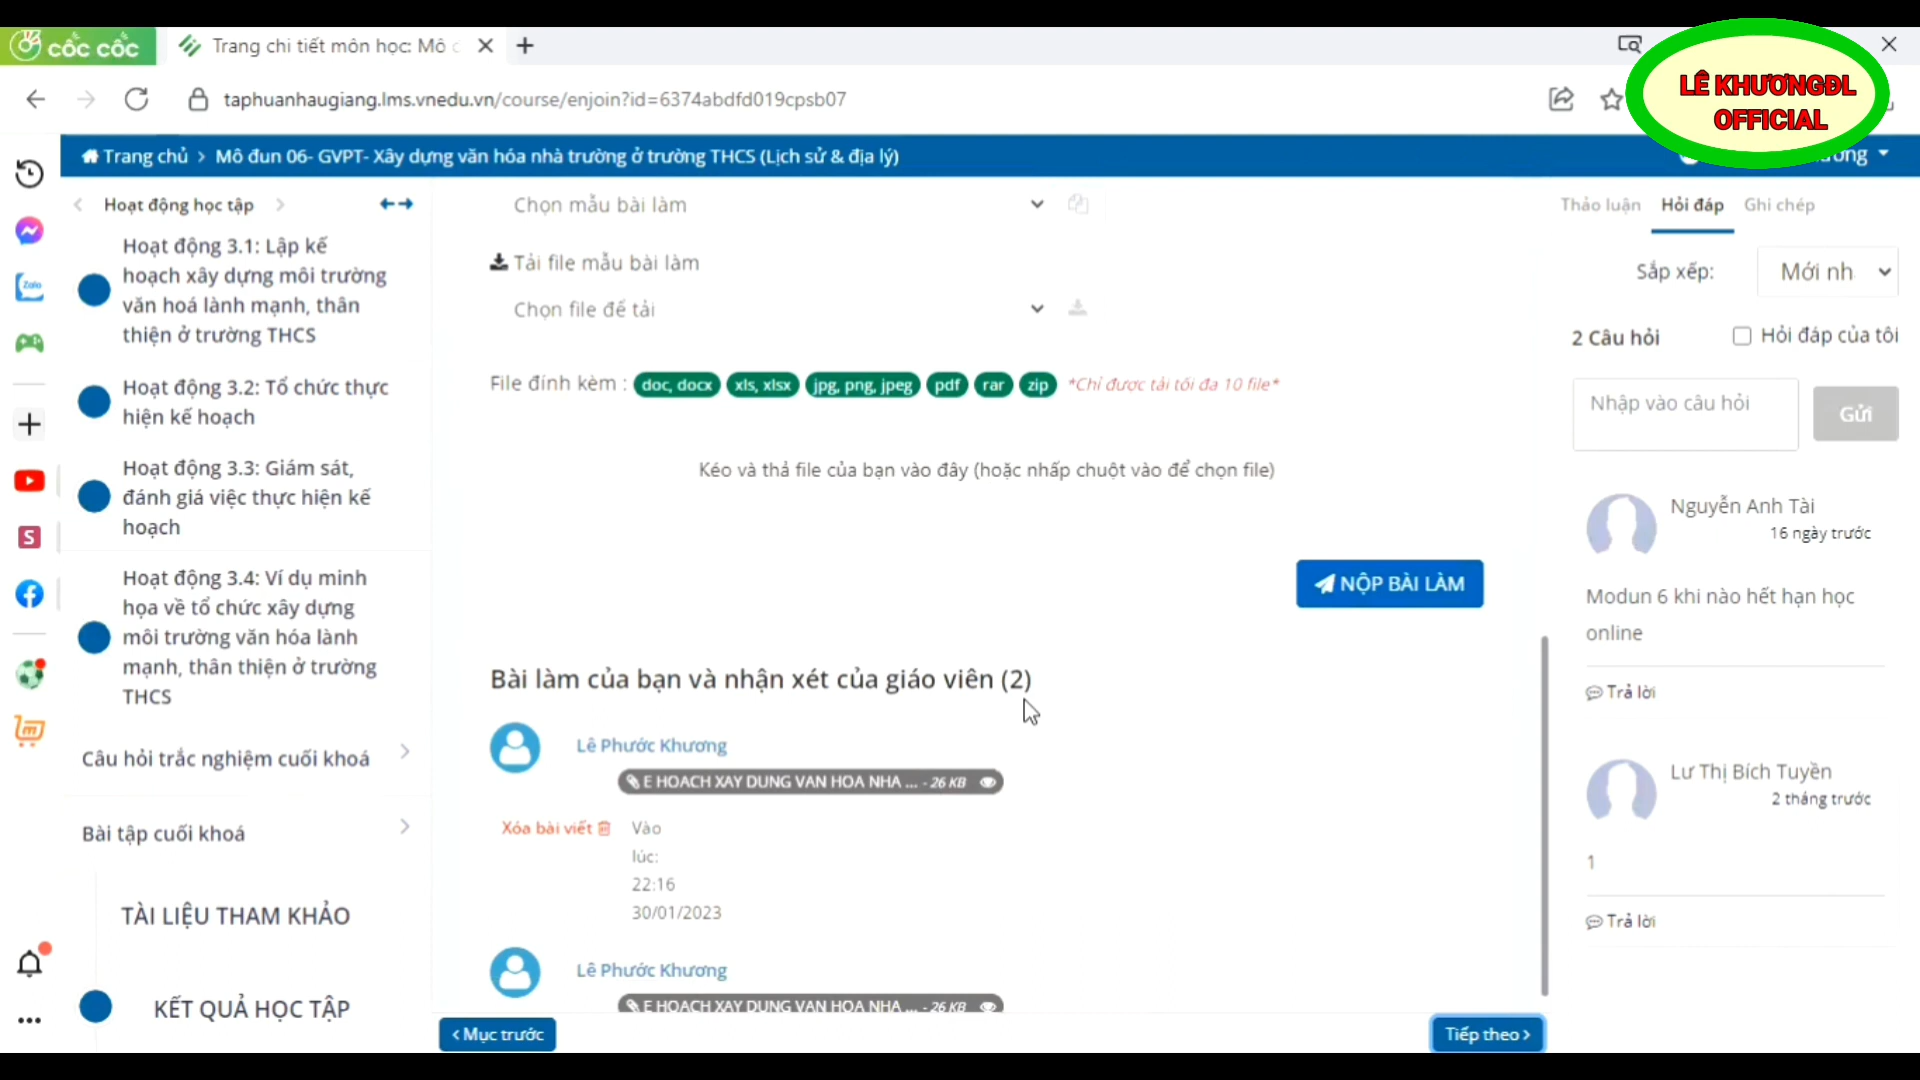 cốc cốc
Trang chi tiết môn học: Mô
LÊ KHƯƠNGĐL
OFFICIAL
taphuanhaugiang.lms.vnedu.vn/course/enjoin?id=6374abdfd019cpsb07
Trang chủ > Mô đun 06- GVPT- Xây dựng văn hóa nhà trường ở trường THCS (Lịch sử & địa lý)
Hoạt động học tập
Hoạt động 3.1: Lập kế
hoạch xây dựng môi trường
văn hoá lành mạnh, thân
thiện ở trường THCS
Hoạt động 3.2: Tổ chức thực
hiện kế hoạch
Hoạt động 3.3: Giám sát,
đánh giá việc thực hiện kế
hoạch
Hoạt động 3.4: Ví dụ minh
họa về tổ chức xây dựng
môi trường văn hóa lành
mạnh, thân thiện ở trường
THCS
Câu hỏi trắc nghiệm cuối khoá
Bài tập cuối khoá
TÀI LIỆU THAM KHẢO
KẾT QUẢ HỌC TẬP
Zalo
S
Chọn mẫu bài làm
Tải file mẫu bài làm
Chọn file để tải
File đính kèm : doc, docx xls, xlsx jpg, png, jpeg pdf rar zip *Chỉ được tải tối đa 10 file*
Kéo và thả file của bạn vào đây (hoặc nhấp chuột vào để chọn file)
NỘP BÀI LÀM
Bài làm của bạn và nhận xét của giáo viên (2)
Lê Phước Khương
E HOACH XAY DUNG VAN HOA NHA ... - 26 KB
Xóa bài viết
Vào
lúc:
22:16
30/01/2023
Lê Phước Khương
E HOACH XAY DUNG VAN HOA NHA ... - 26 KB
< Mục trước
Tiếp theo >
Thảo luận Hỏi đáp Ghi chép
Sắp xếp: Mới nh
2 Câu hỏi
Hỏi đáp của tôi
Nhập vào câu hỏi
Gửi
Nguyễn Anh Tài
16 ngày trước
Modun 6 khi nào hết hạn học
online
Trả lời
Lư Thị Bích Tuyền
2 tháng trước
1
Trả lời